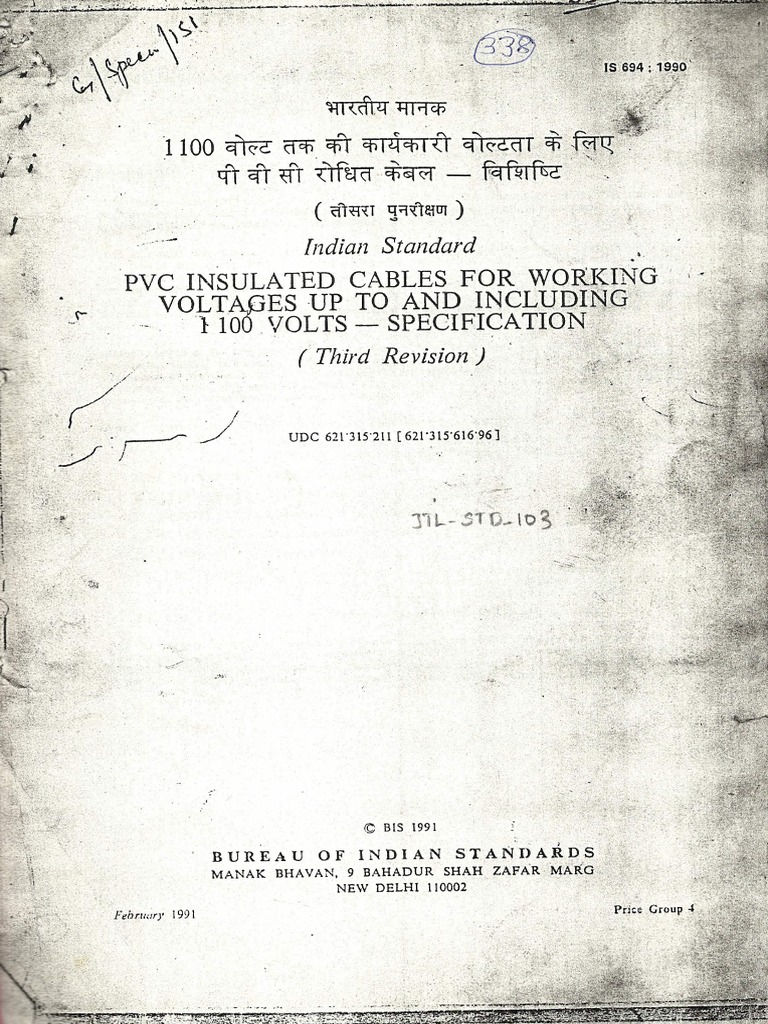 G/Specn/ISI
338
IS 694 : 1990
भारतीय मानक
1100 वोल्ट तक की कार्यकारी वोल्टता के लिए
पी वी सी रोधित केबल — विशिष्टि
( तीसरा पुनरीक्षण )
Indian Standard
PVC INSULATED CABLES FOR WORKING
VOLTAGES UP TO AND INCLUDING
1 100 VOLTS — SPECIFICATION
( Third Revision )
UDC 621·315·211 [ 621·315·616·96 ]
JTL-STD-103
© BIS 1991
BUREAU OF INDIAN STANDARDS
MANAK BHAVAN, 9 BAHADUR SHAH ZAFAR MARG
NEW DELHI 110002
February 1991
Price Group 4